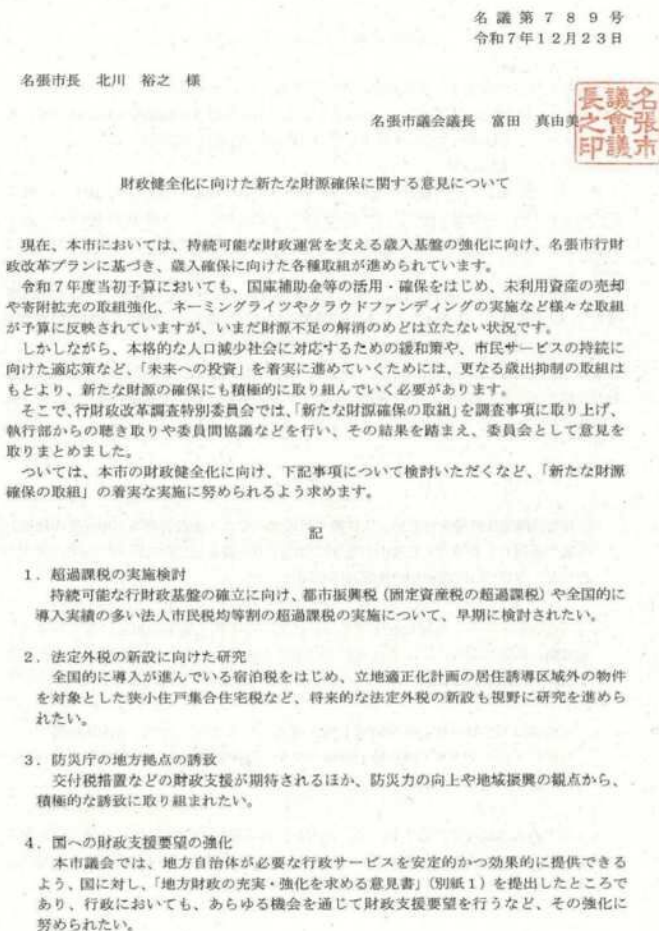 名議第789号
令和7年12月23日
名張市長　北川　裕之　様
名張市議会議長　富田　真由美
名張市
議會議
長之印
財政健全化に向けた新たな財源確保に関する意見について
現在、本市においては、持続可能な財政運営を支える歳入基盤の強化に向け、名張市行財
政改革プランに基づき、歳入確保に向けた各種取組が進められています。
令和7年度当初予算においても、国庫補助金等の活用・確保をはじめ、未利用資産の売却
や寄附拡充の取組強化、ネーミングライツやクラウドファンディングの実施など様々な取組
が予算に反映されていますが、いまだ財源不足の解消のめどは立たない状況です。
しかしながら、本格的な人口減少社会に対応するための緩和策や、市民サービスの持続に
向けた適応策など、「未来への投資」を着実に進めていくためには、更なる歳出抑制の取組は
もとより、新たな財源の確保にも積極的に取り組んでいく必要があります。
そこで、行財政改革調査特別委員会では、「新たな財源確保の取組」を調査事項に取り上げ、
執行部からの聴き取りや委員間協議などを行い、その結果を踏まえ、委員会として意見を
取りまとめました。
ついては、本市の財政健全化に向け、下記事項について検討いただくなど、「新たな財源
確保の取組」の着実な実施に努められるよう求めます。
記
1．超過課税の実施検討
持続可能な行財政基盤の確立に向け、都市振興税（固定資産税の超過課税）や全国的に
導入実績の多い法人市民税均等割の超過課税の実施について、早期に検討されたい。
2．法定外税の新設に向けた研究
全国的に導入が進んでいる宿泊税をはじめ、立地適正化計画の居住誘導区域外の物件
を対象とした狭小住戸集合住宅税など、将来的な法定外税の新設も視野に研究を進めら
れたい。
3．防災庁の地方拠点の誘致
交付税措置などの財政支援が期待されるほか、防災力の向上や地域振興の観点から、
積極的な誘致に取り組まれたい。
4．国への財政支援要望の強化
本市議会では、地方自治体が必要な行政サービスを安定的かつ効果的に提供できる
よう、国に対し、「地方財政の充実・強化を求める意見書」（別紙1）を提出したところで
あり、行政においても、あらゆる機会を通じて財政支援要望を行うなど、その強化に
努められたい。